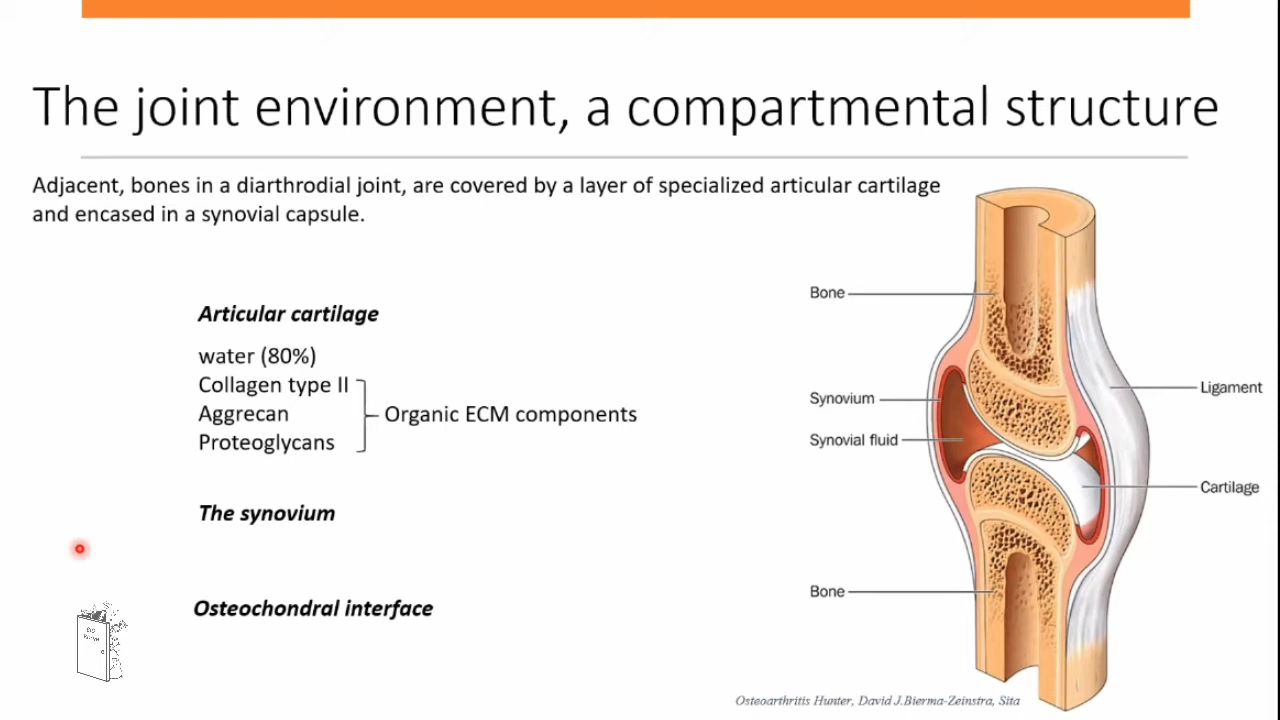 The joint environment, a compartmental structure
Adjacent, bones in a diarthrodial joint, are covered by a layer of specialized articular cartilage
and encased in a synovial capsule.
Articular cartilage
water (80%)
Collagen type II
Aggrecan
Proteoglycans
Organic ECM components
The synovium
Osteochondral interface
Bone
Synovium
Synovial fluid
Bone
Ligament
Cartilage
Osteoarthritis Hunter, David J.Bierma-Zeinstra, Sita